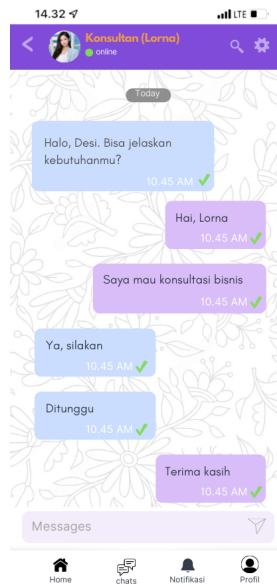 14.32
LTE
Konsultan (Lorna)
online
Today
Halo, Desi. Bisa jelaskan
kebutuhanmu?
10.45 AM
Hai, Lorna
10.45 AM
Saya mau konsultasi bisnis
10.45 AM
Ya, silakan
10.45 AM
Ditunggu
10.45 AM
Terima kasih
10.45 AM
Messages
Home
chats
Notifikasi
Profil